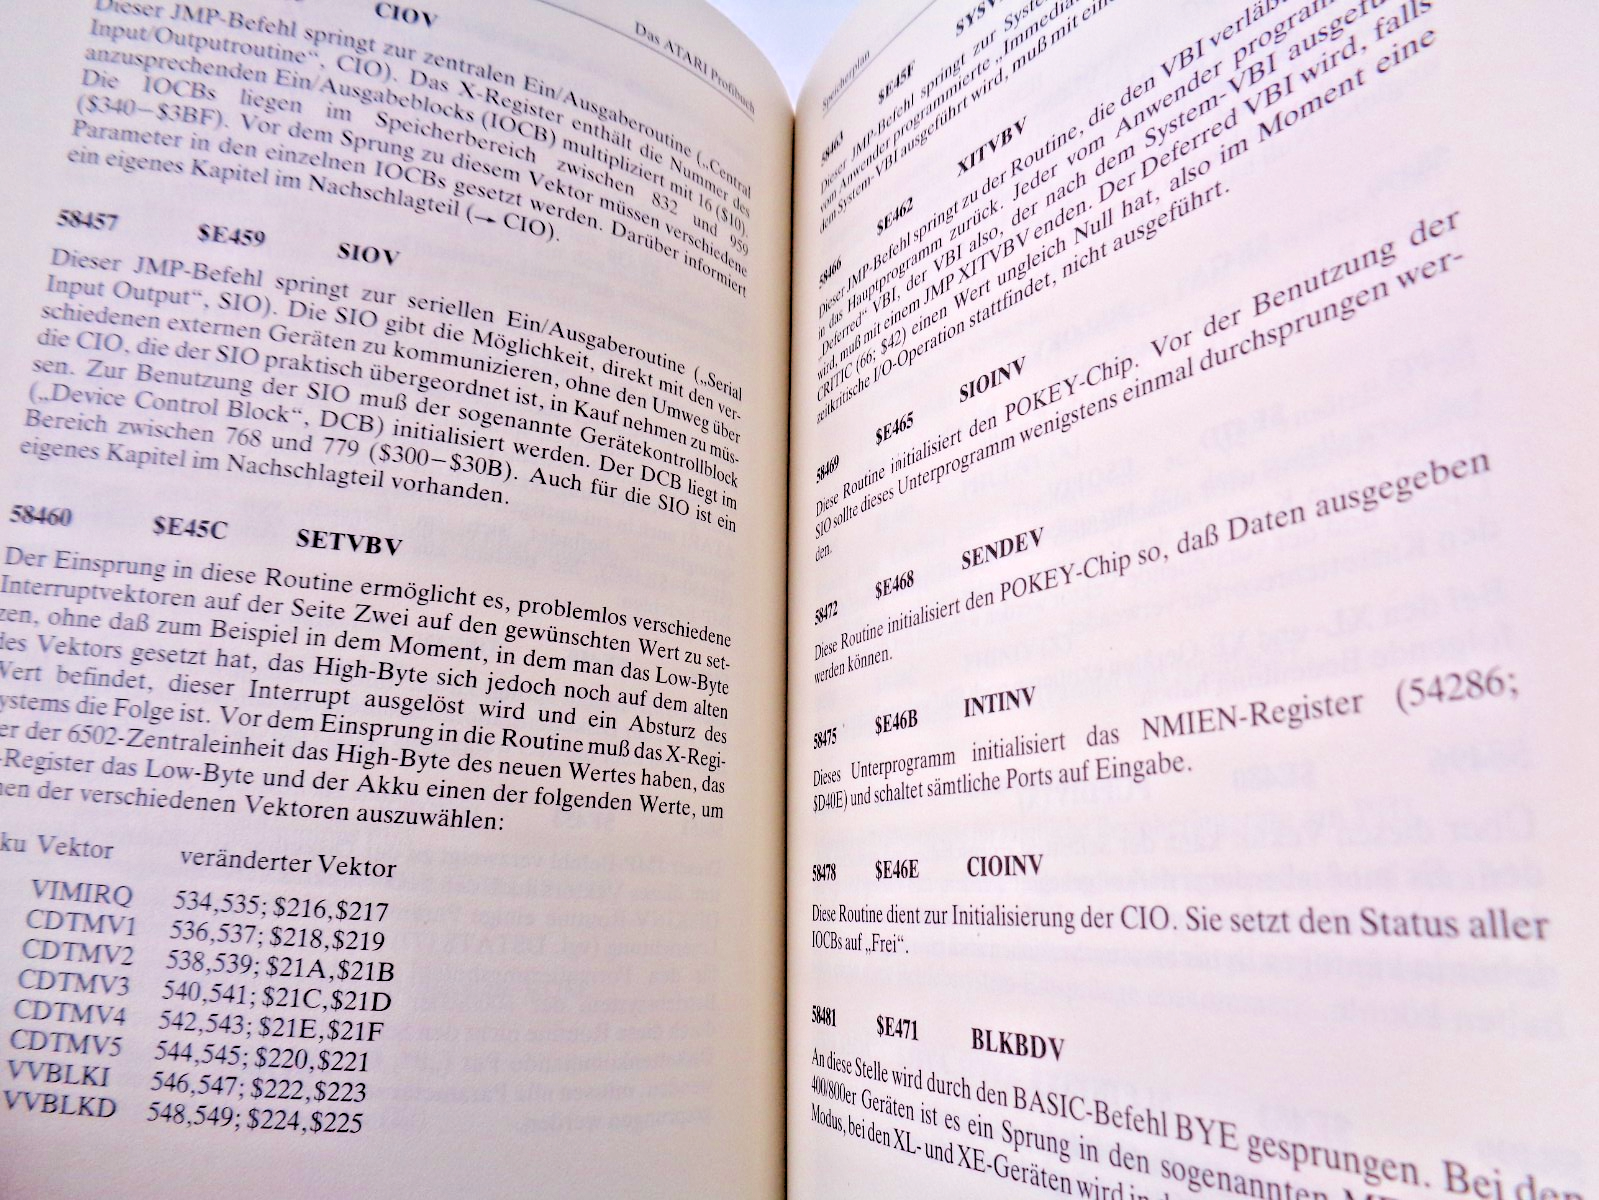 CIOV
Das ATARI Profibuch
Dieser JMP-Befehl springt zur zentralen Ein/Ausgaberoutine („Central
Input/Outputroutine“, CIO). Das X-Register enthält die Nummer des
anzusprechenden Ein/Ausgabeblocks (IOCB) multipliziert mit 16 ($10).
Die IOCBs liegen im Speicherbereich zwischen 832 und 959
($340–$3BF). Vor dem Sprung zu diesem Vektor müssen verschiedene
Parameter in den einzelnen IOCBs gesetzt werden. Darüber informiert
ein eigenes Kapitel im Nachschlagteil (→ CIO).
58457 $E459 SIOV
Dieser JMP-Befehl springt zur seriellen Ein/Ausgaberoutine („Serial
Input Output“, SIO). Die SIO gibt die Möglichkeit, direkt mit den ver-
schiedenen externen Geräten zu kommunizieren, ohne den Umweg über
die CIO, die der SIO praktisch übergeordnet ist, in Kauf nehmen zu müs-
sen. Zur Benutzung der SIO muß der sogenannte Gerätekontrollblock
(„Device Control Block“, DCB) initialisiert werden. Der DCB liegt im
Bereich zwischen 768 und 779 ($300–$30B). Auch für die SIO ist ein
eigenes Kapitel im Nachschlagteil vorhanden.
58460 $E45C SETVBV
Der Einsprung in diese Routine ermöglicht es, problemlos verschiedene
Interruptvektoren auf der Seite Zwei auf den gewünschten Wert zu set-
zen, ohne daß zum Beispiel in dem Moment, in dem man das Low-Byte
des Vektors gesetzt hat, das High-Byte sich jedoch noch auf dem alten
Wert befindet, dieser Interrupt ausgelöst wird und ein Absturz des
ystems die Folge ist. Vor dem Einsprung in die Routine muß das X-Regi-
er der 6502-Zentraleinheit das High-Byte des neuen Wertes haben, das
-Register das Low-Byte und der Akku einen der folgenden Werte, um
nen der verschiedenen Vektoren auszuwählen:
ku Vektor veränderter Vektor
VIMIRQ 534,535; $216,$217
CDTMV1 536,537; $218,$219
CDTMV2 538,539; $21A,$21B
CDTMV3 540,541; $21C,$21D
CDTMV4 542,543; $21E,$21F
CDTMV5 544,545; $220,$221
VVBLKI 546,547; $222,$223
VVBLKD 548,549; $224,$225
Speicherplan
58463 $E45F SYSV
Dieser JMP-Befehl springt zur System
vom Anwender programmierte „Immedia
dem System-VBI ausgeführt wird, muß mit eine
58466 $E462 XITVBV
Dieser JMP-Befehl springt zu der Routine, die den VBI verläß
in das Hauptprogramm zurück. Jeder vom Anwender program
„Deferred“ VBI, der VBI also, der nach dem System-VBI ausgefü
wird, muß mit einem JMP XITVBV enden. Der Deferred VBI wird, falls
CRITIC (66; $42) einen Wert ungleich Null hat, also im Moment eine
zeitkritische I/O-Operation stattfindet, nicht ausgeführt.
58469 $E465 SIOINV
Diese Routine initialisiert den POKEY-Chip. Vor der Benutzung der
SIO sollte dieses Unterprogramm wenigstens einmal durchsprungen wer-
den.
58472 $E468 SENDEV
Diese Routine initialisiert den POKEY-Chip so, daß Daten ausgegeben
werden können.
58475 $E46B INTINV
Dieses Unterprogramm initialisiert das NMIEN-Register (54286;
$D40E) und schaltet sämtliche Ports auf Eingabe.
58478 $E46E CIOINV
Diese Routine dient zur Initialisierung der CIO. Sie setzt den Status aller
IOCBs auf „Frei“.
58481 $E471 BLKBDV
An diese Stelle wird durch den BASIC-Befehl BYE gesprungen. Bei den
400/800er Geräten ist es ein Sprung in den sogenannten
Modus, bei den XL- und XE-Geräten wird in